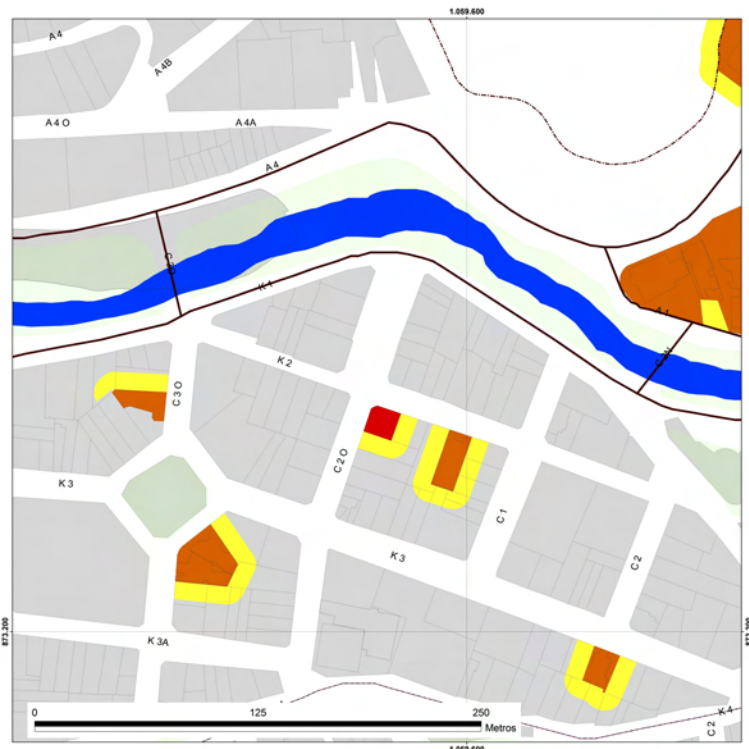 1.059.600
A 4
A 4B
A 4 O
A 4A
A 4
K 1
K 2
C 3 O
C 2 O
K 3
C 1
K 3
C 2
873.200
873.200
K 3A
0 125 250
Metros
K 4
C 2
1.059.600